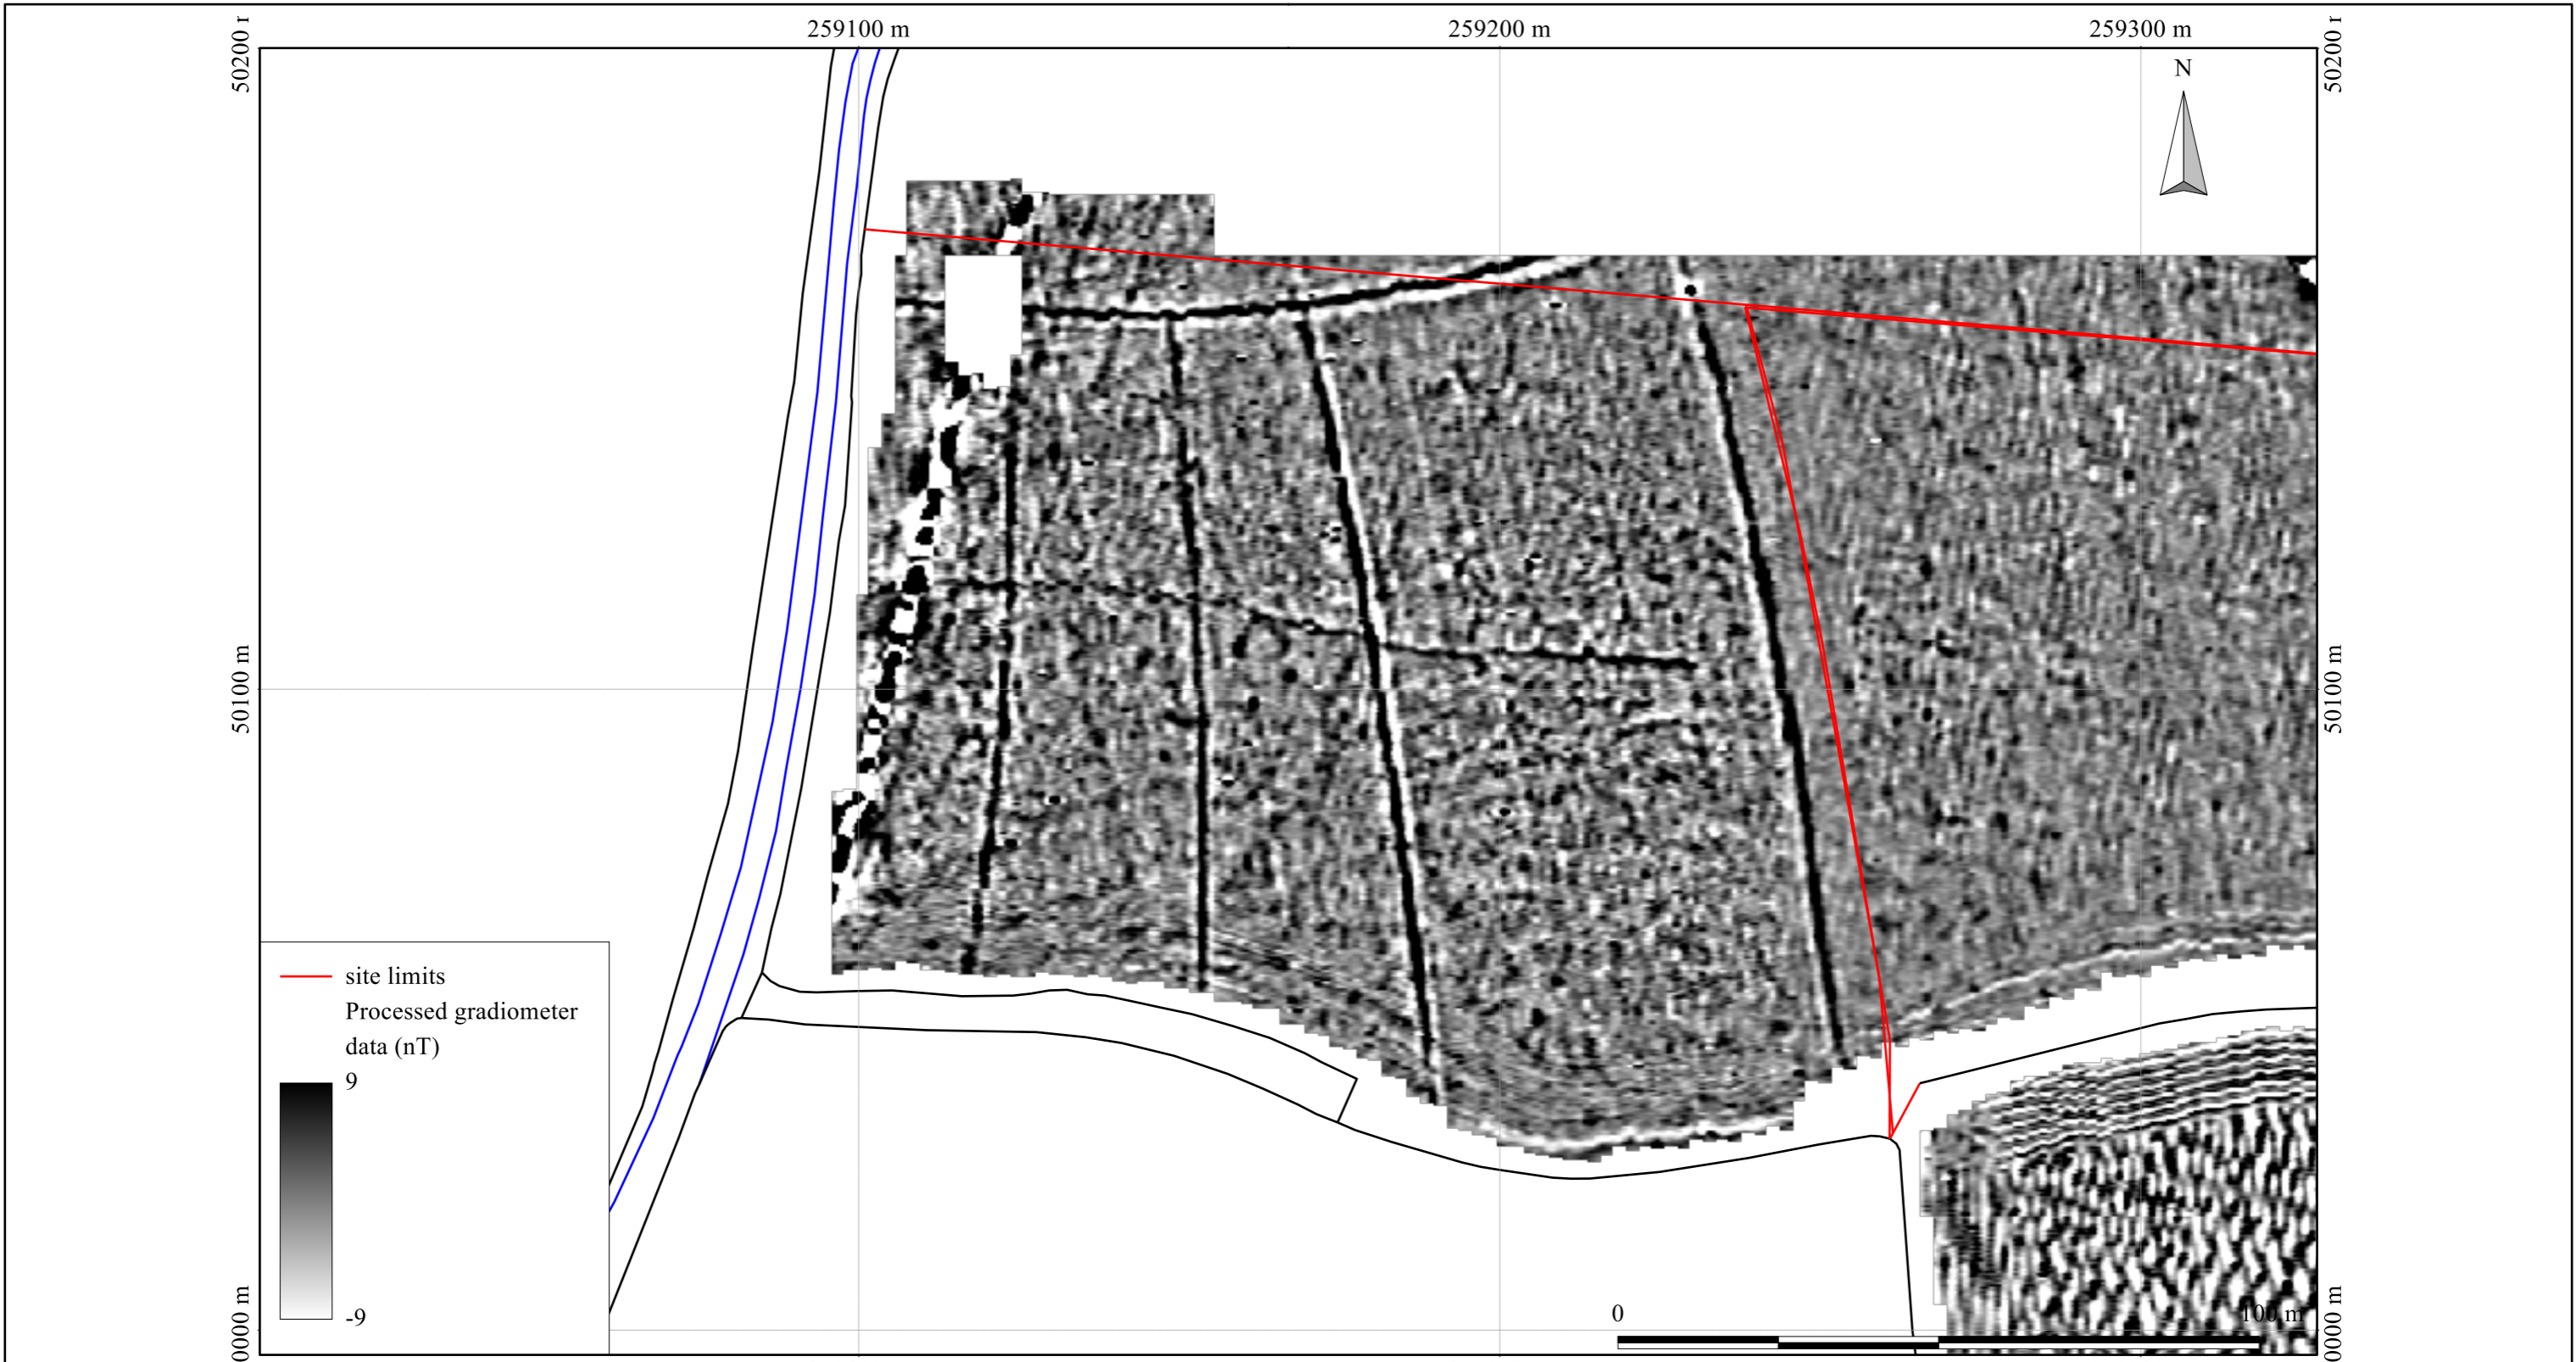 259100 m 259200 m 259300 m
50200 r 50200 r
N
50100 m 50100 m
site limits
Processed gradiometer
data (nT)
9
-9
0 100 m
0000 m 0000 m